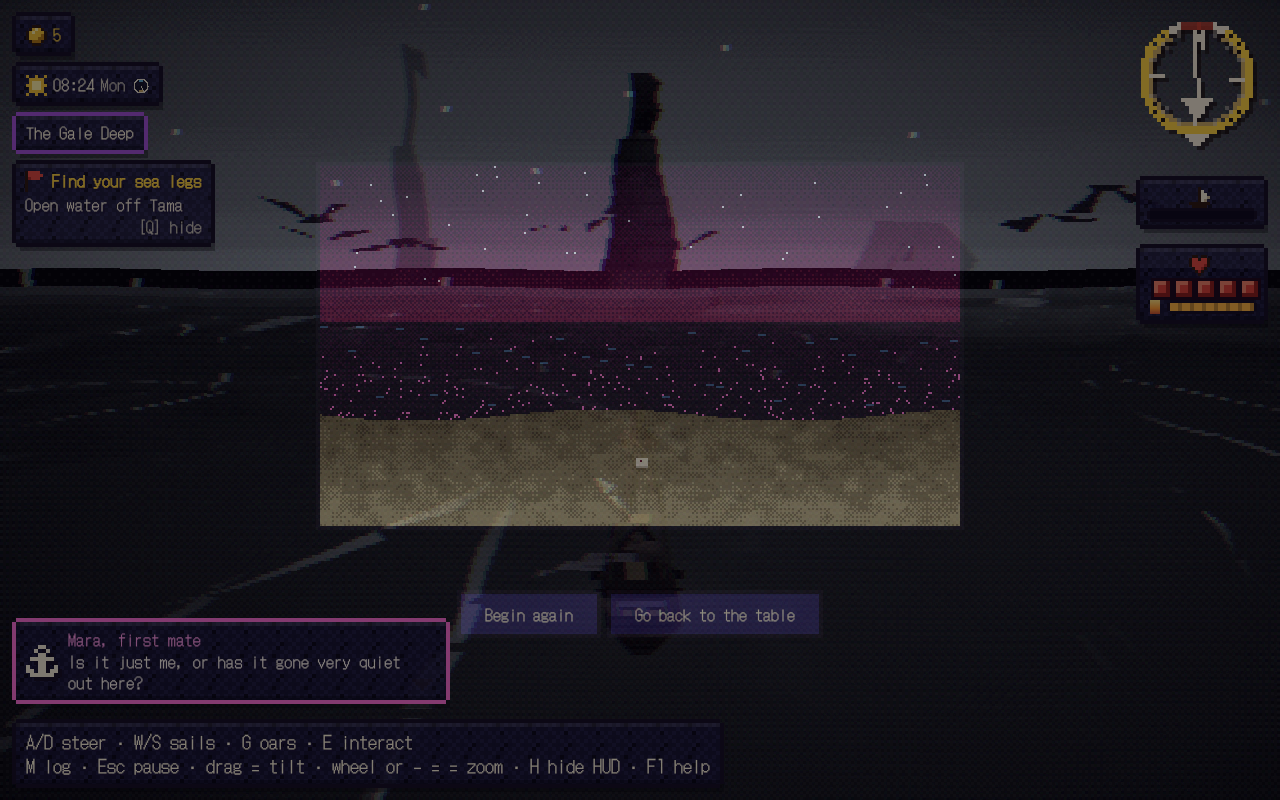 5
08:24 Mon
The Gale Deep
Find your sea legs
Open water off Tama
[Q] hide
Begin again
Go back to the table
Mara, first mate
Is it just me, or has it gone very quiet
out here?
A/D steer · W/S sails · G oars · E interact
M log · Esc pause · drag = tilt · wheel or - = = zoom · H hide HUD · F1 help